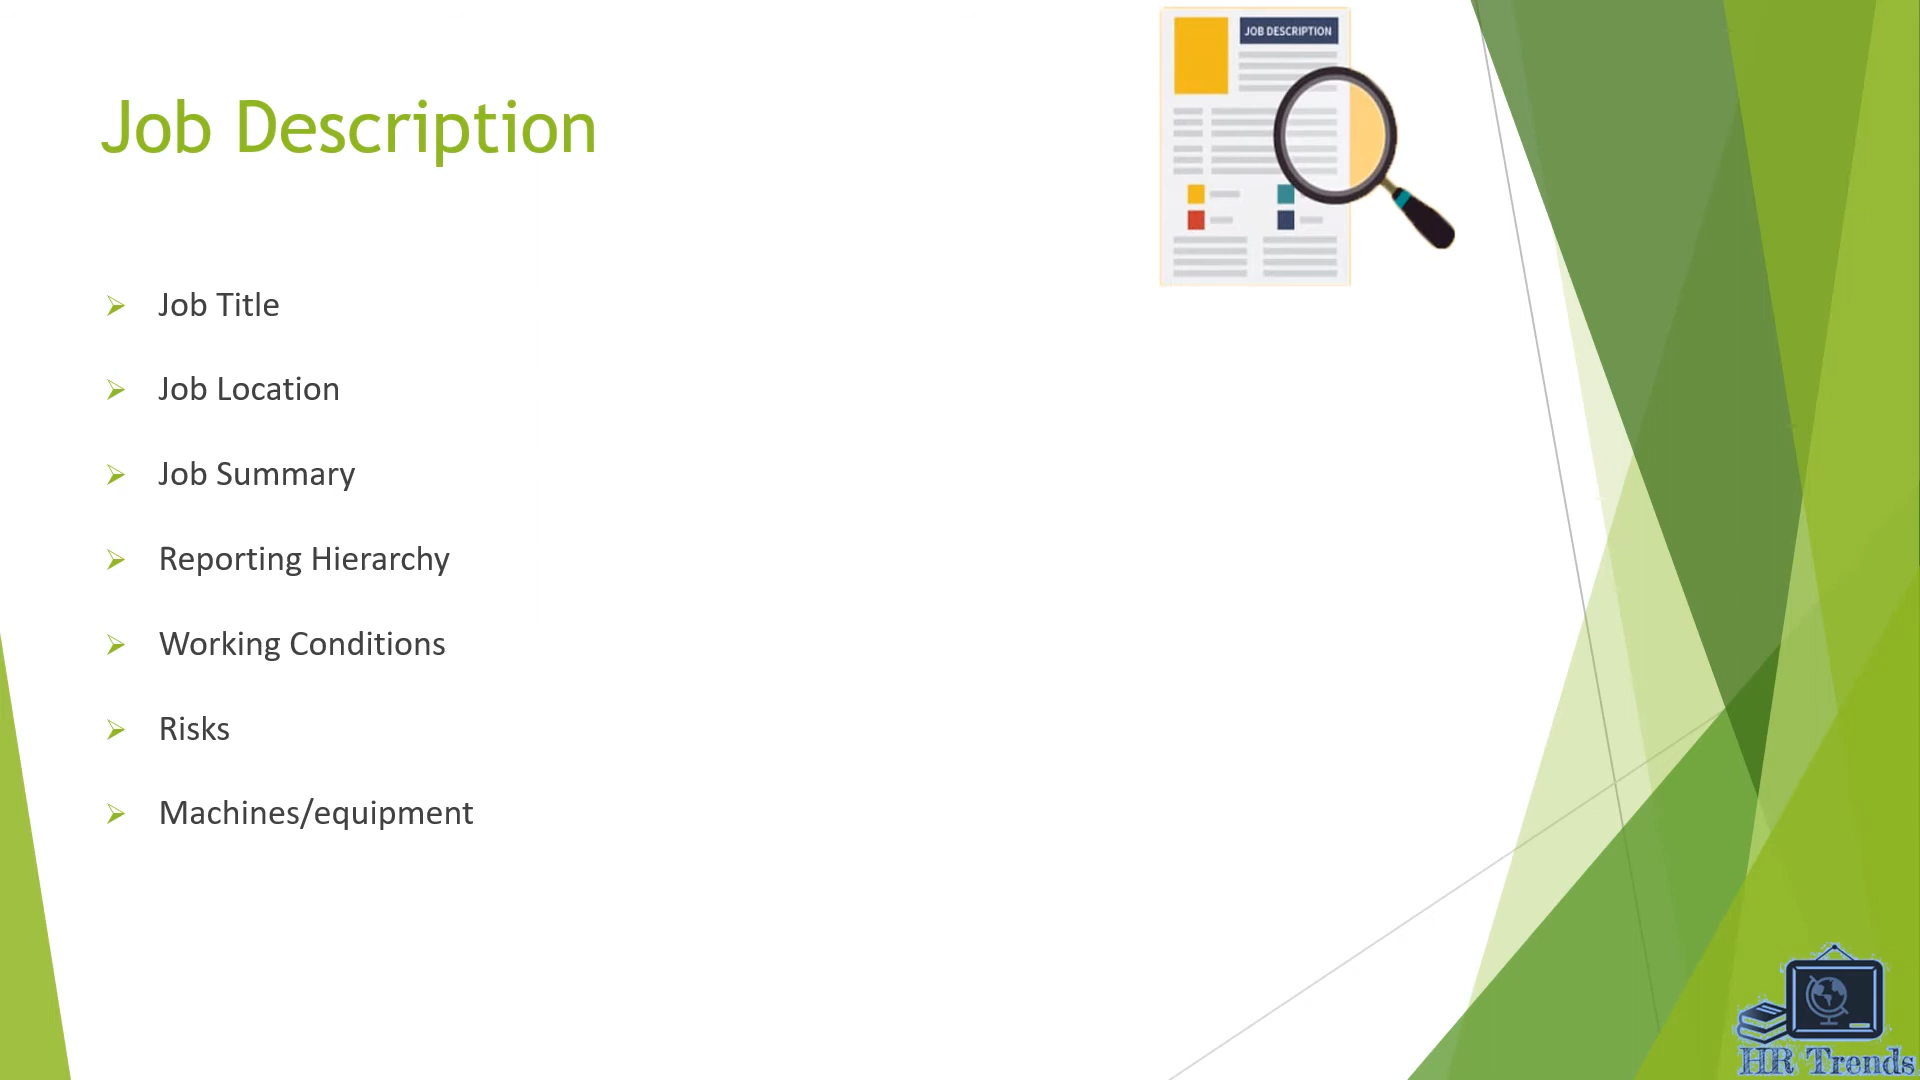 JOB DESCRIPTION
Job Description
Job Title
Job Location
Job Summary
Reporting Hierarchy
Working Conditions
Risks
Machines/equipment
HR Trends